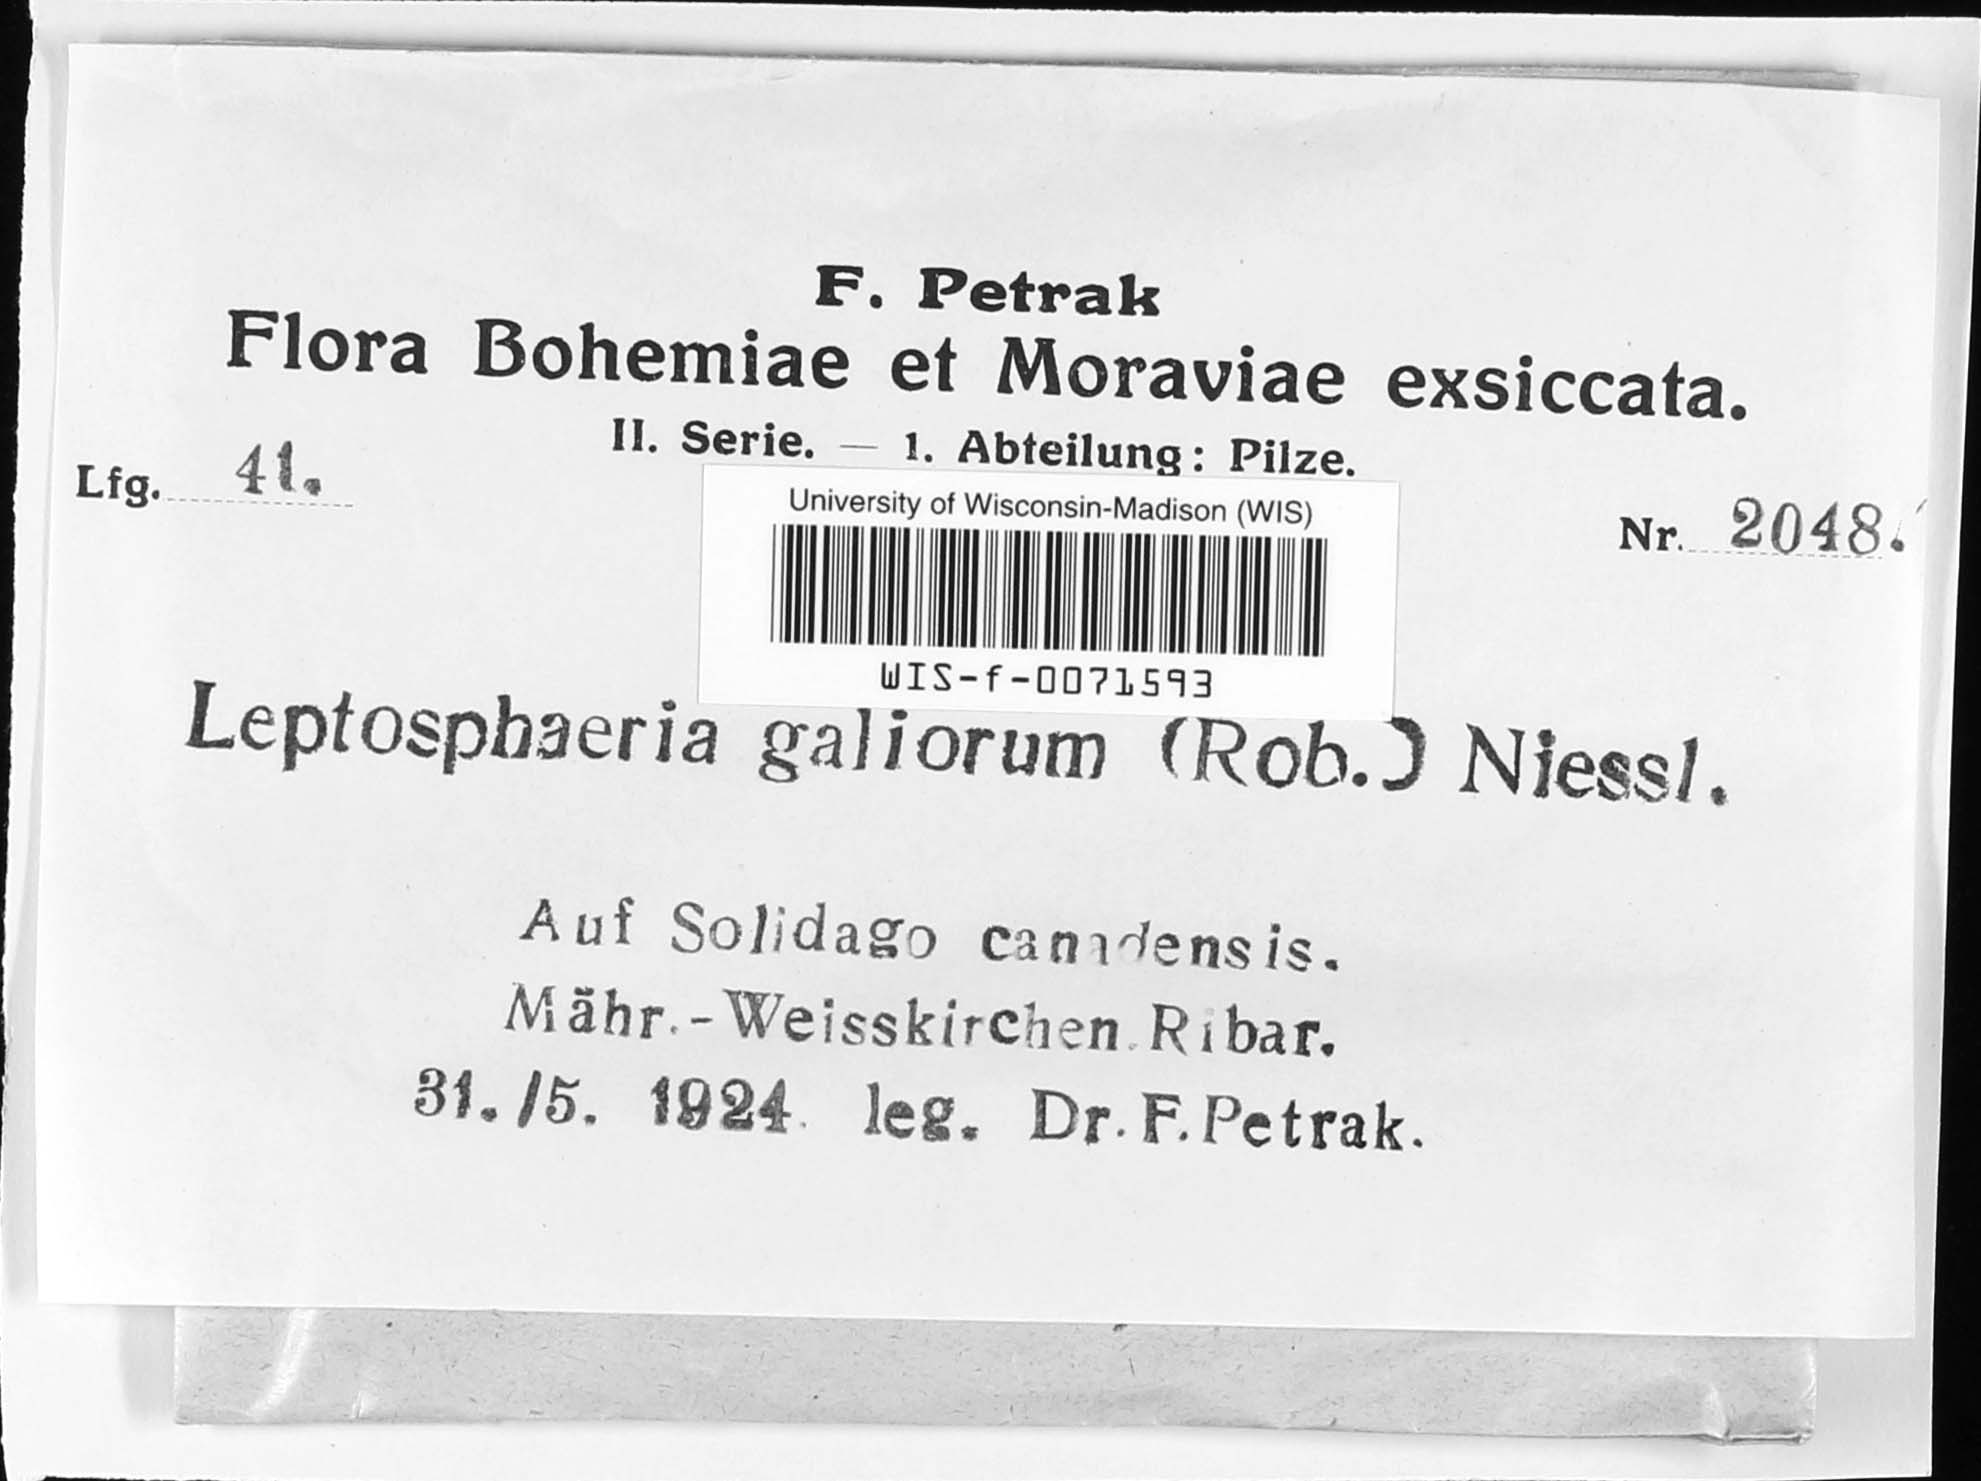 F. Petrak
Flora Bohemiae et Moraviae exsiccata.
II. Serie. — 1. Abteilung: Pilze.
Lfg. 41.
Nr. 2048.
University of Wisconsin-Madison (WIS)
WIS-f-0071593
Leptosphaeria galiorum (Rob.) Niessl.
Auf Solidago canadensis.
Mähr.-Weisskirchen. Ribar.
31./5. 1924. leg. Dr. F. Petrak.